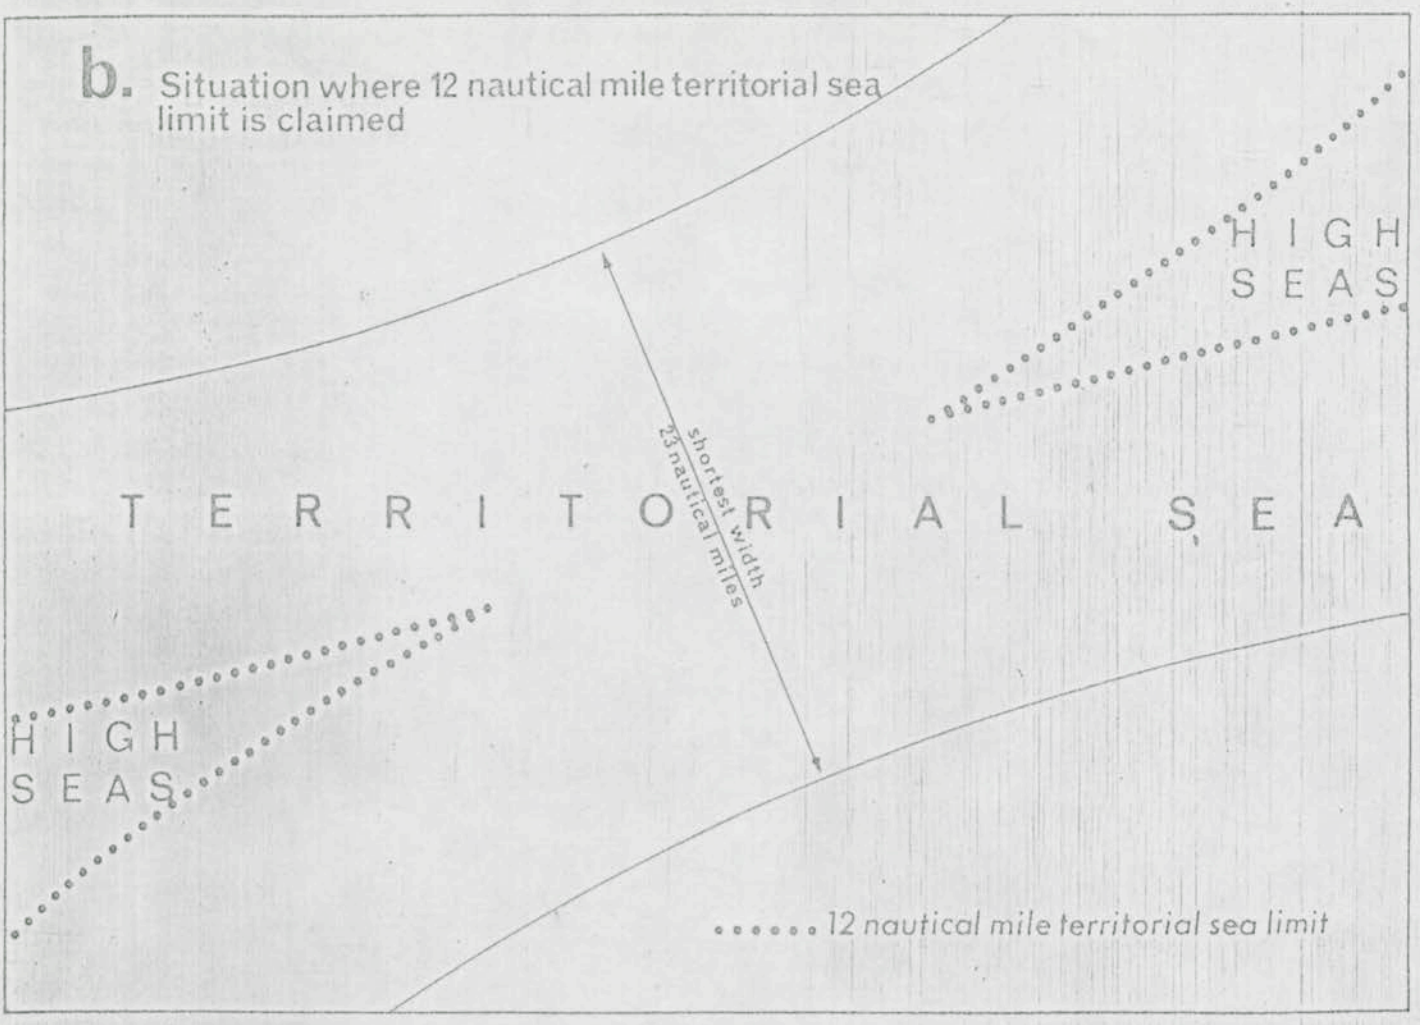 b. Situation where 12 nautical mile territorial sea
limit is claimed
HIGH
SEAS
shortest width
23 nautical miles
TERRITORIAL SEA
HIGH
SEAS
12 nautical mile territorial sea limit